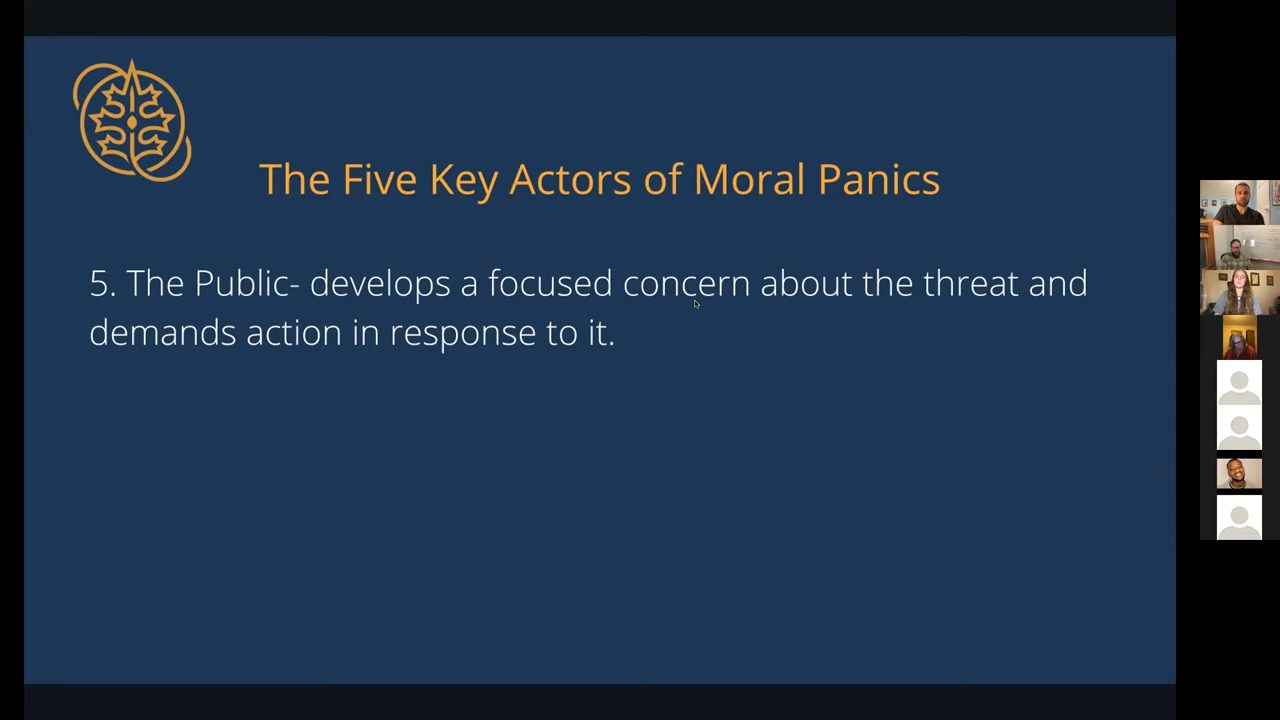 The Five Key Actors of Moral Panics
5. The Public- develops a focused concern about the threat and
demands action in response to it.